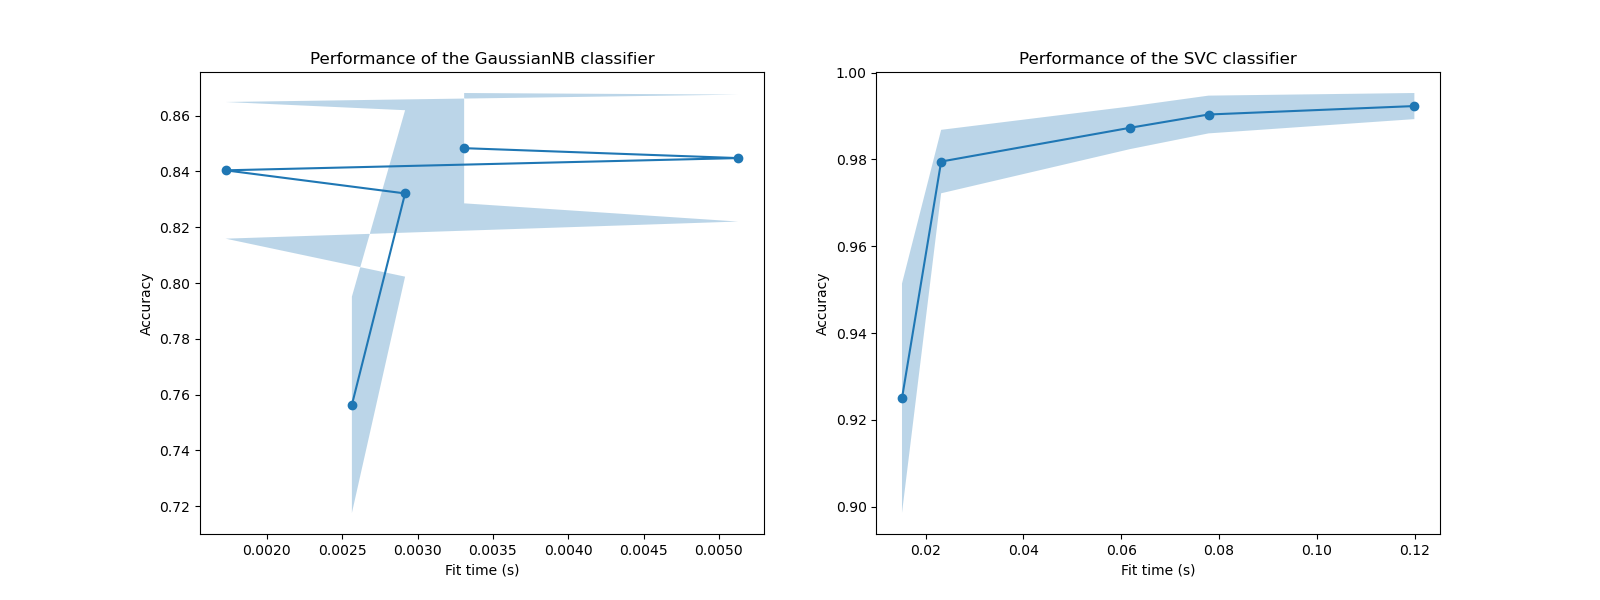 Performance of the GaussianNB classifier
Accuracy
0.86
0.84
0.82
0.80
0.78
0.76
0.74
0.72
0.0020 0.0025 0.0030 0.0035 0.0040 0.0045 0.0050
Fit time (s)
Performance of the SVC classifier
Accuracy
1.00
0.98
0.96
0.94
0.92
0.90
0.02 0.04 0.06 0.08 0.10 0.12
Fit time (s)